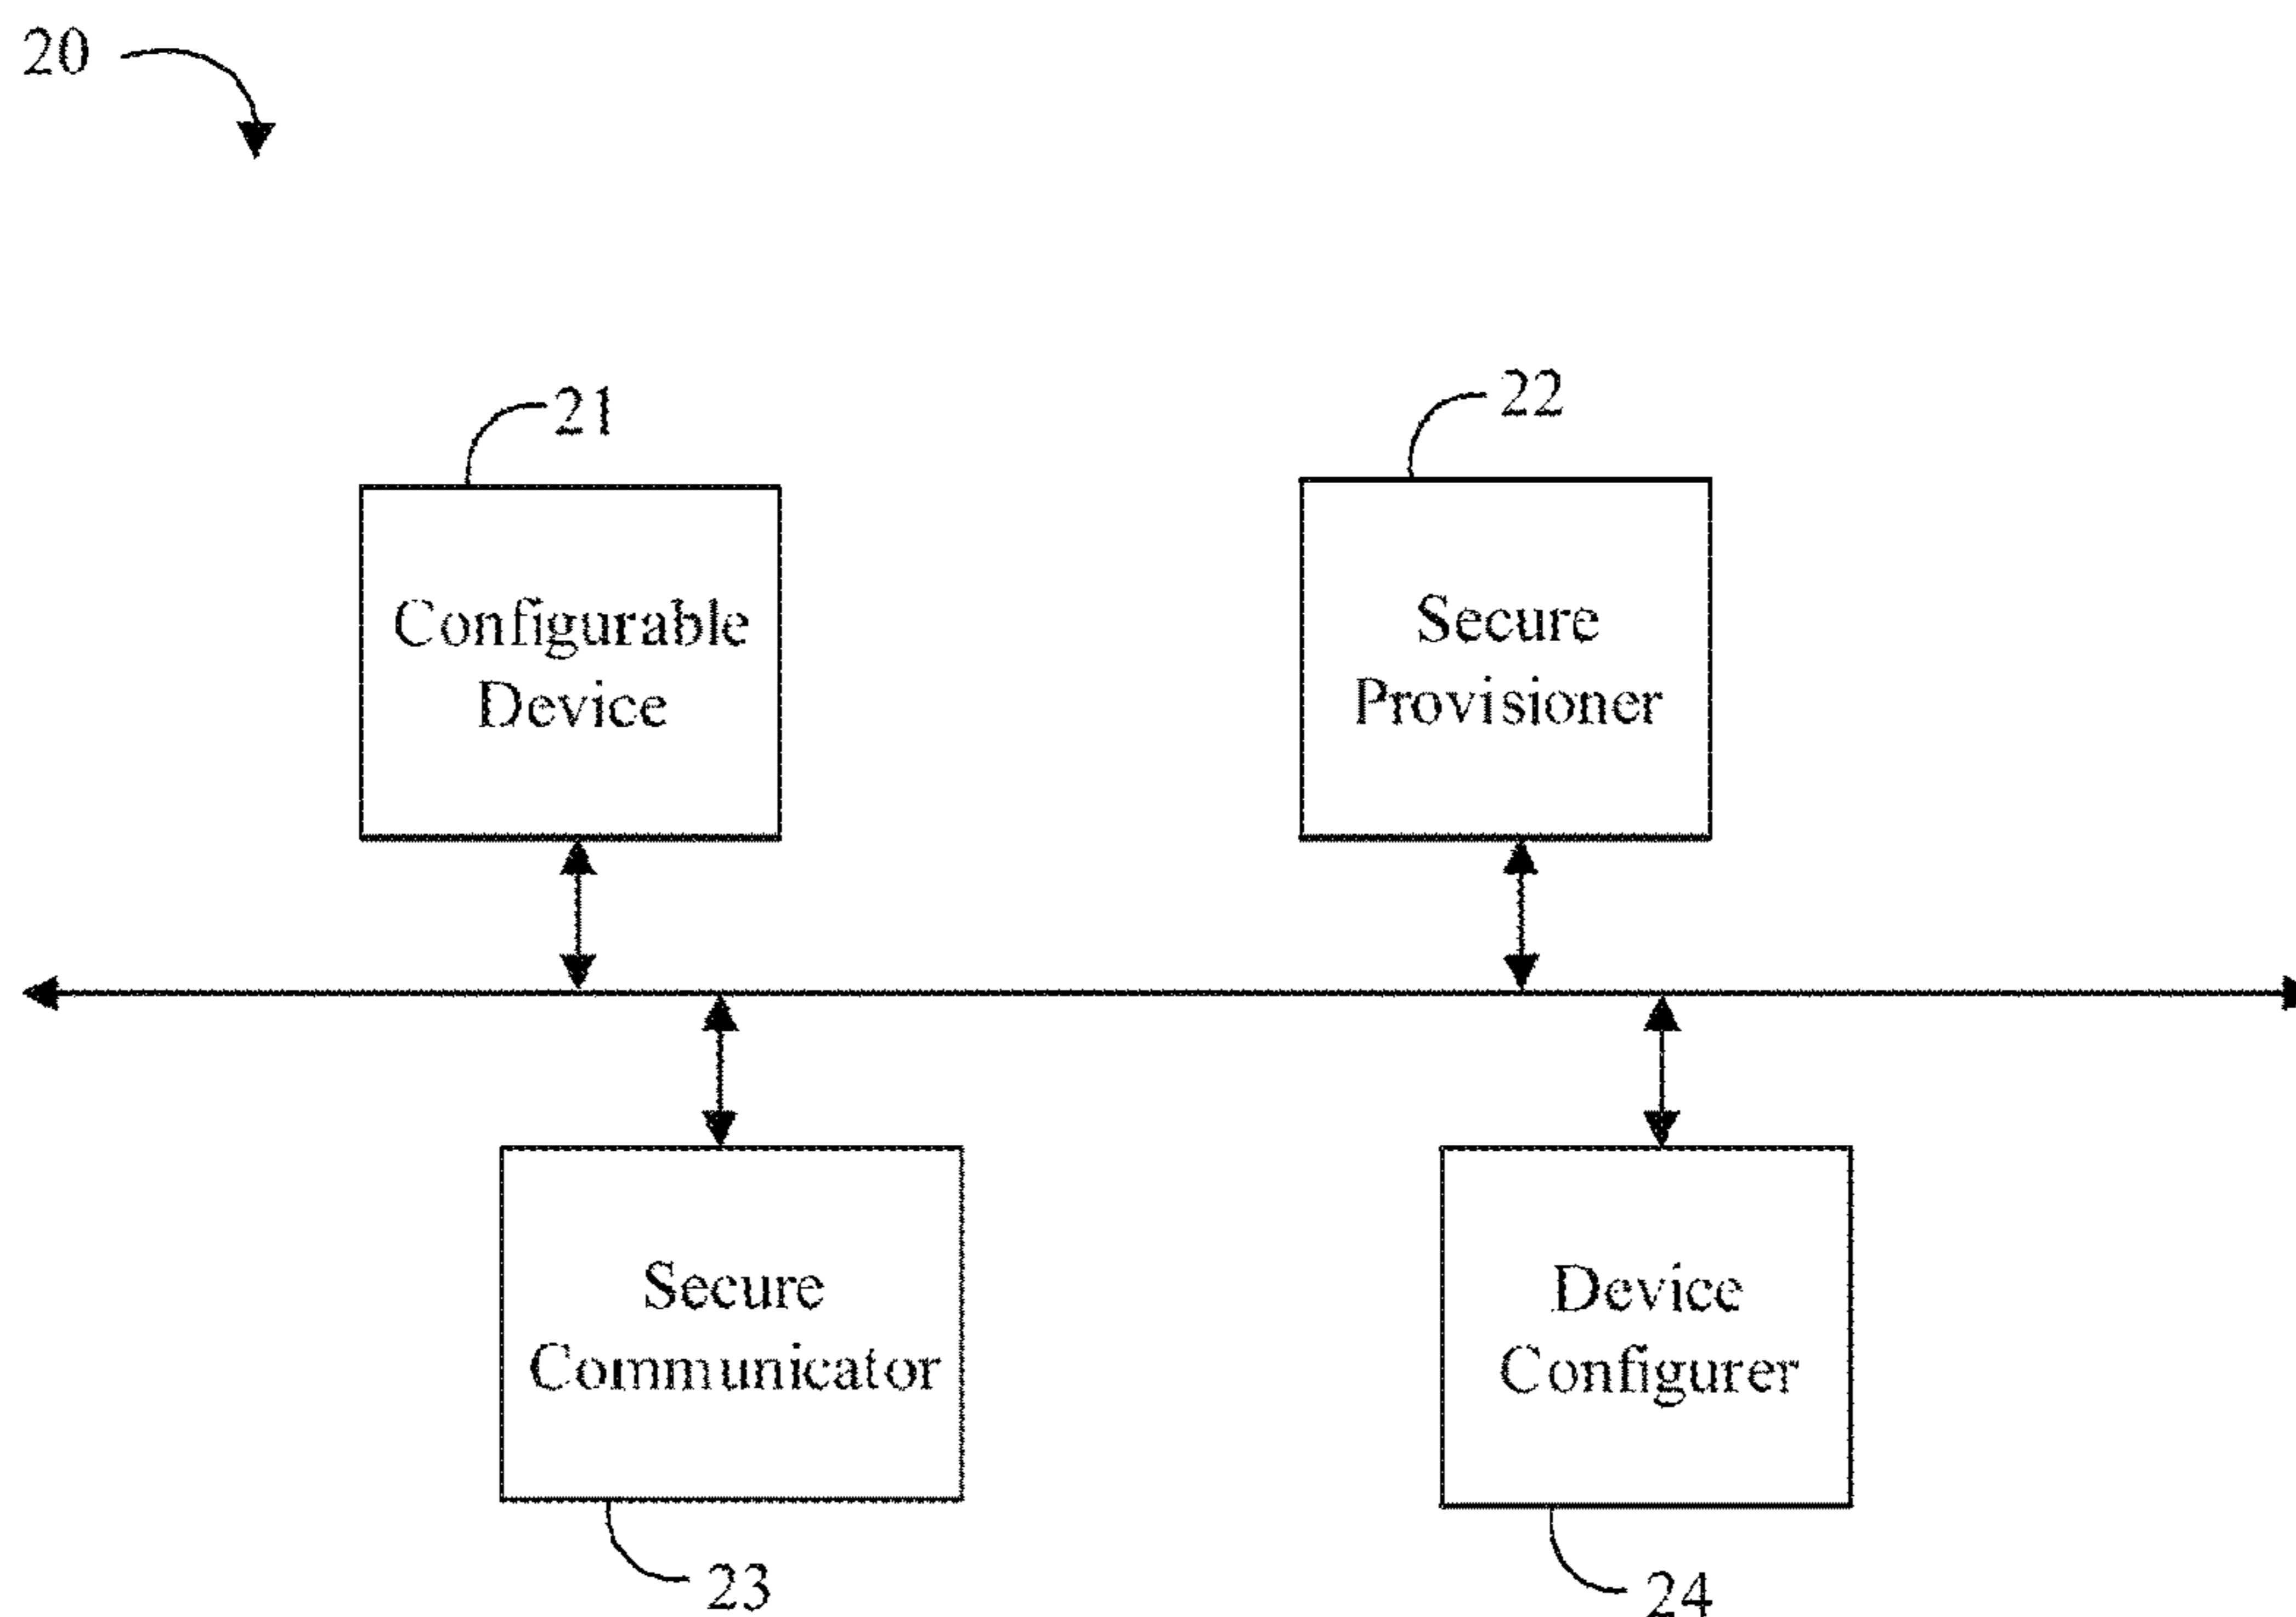 20
21
22
Configurable
Device
Secure
Provisioner
Secure
Communicator
Device
Configurer
23
24